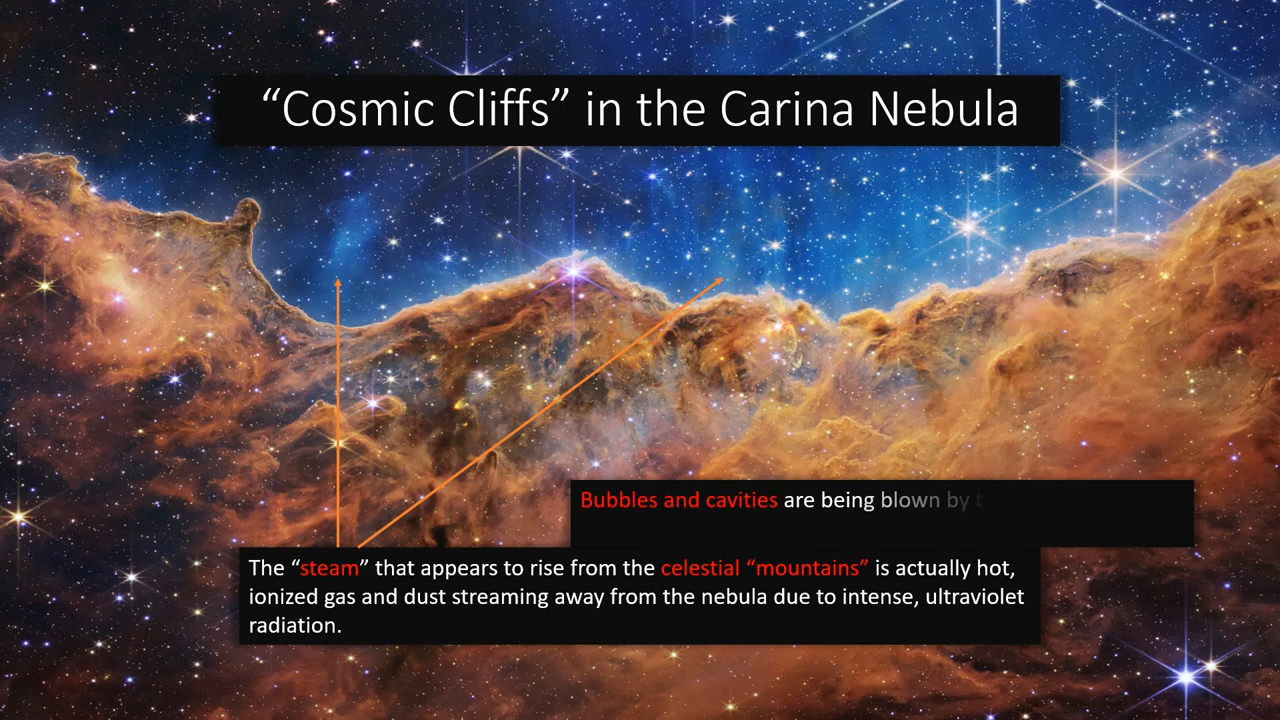 “Cosmic Cliffs” in the Carina Nebula
Bubbles and cavities are being blown by t
The “steam” that appears to rise from the celestial “mountains” is actually hot,
ionized gas and dust streaming away from the nebula due to intense, ultraviolet
radiation.